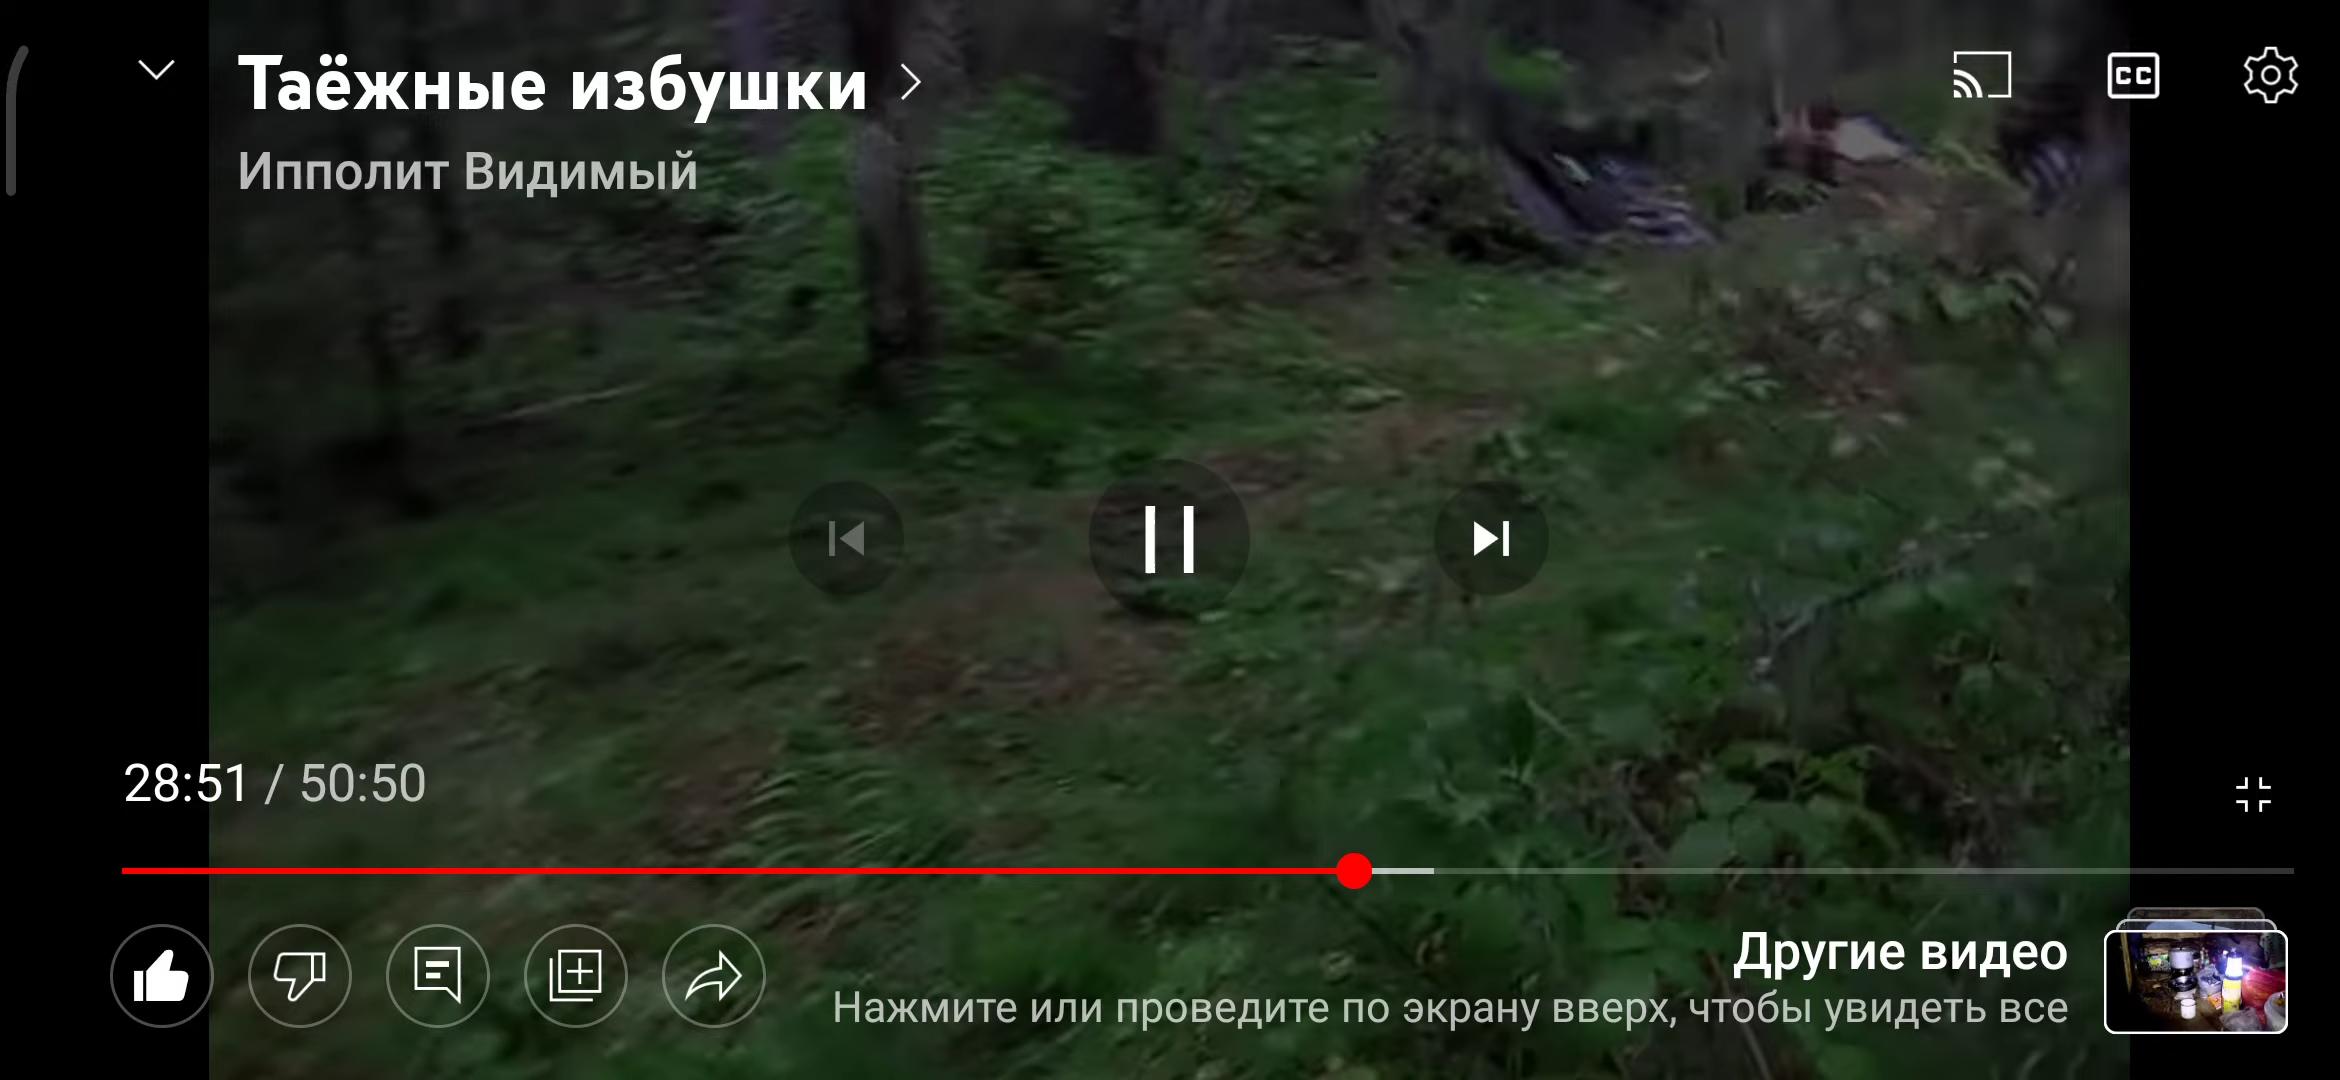 Таёжные избушки
Ипполит Видимый
CC
28:51 / 50:50
Другие видео
Нажмите или проведите по экрану вверх, чтобы увидеть все